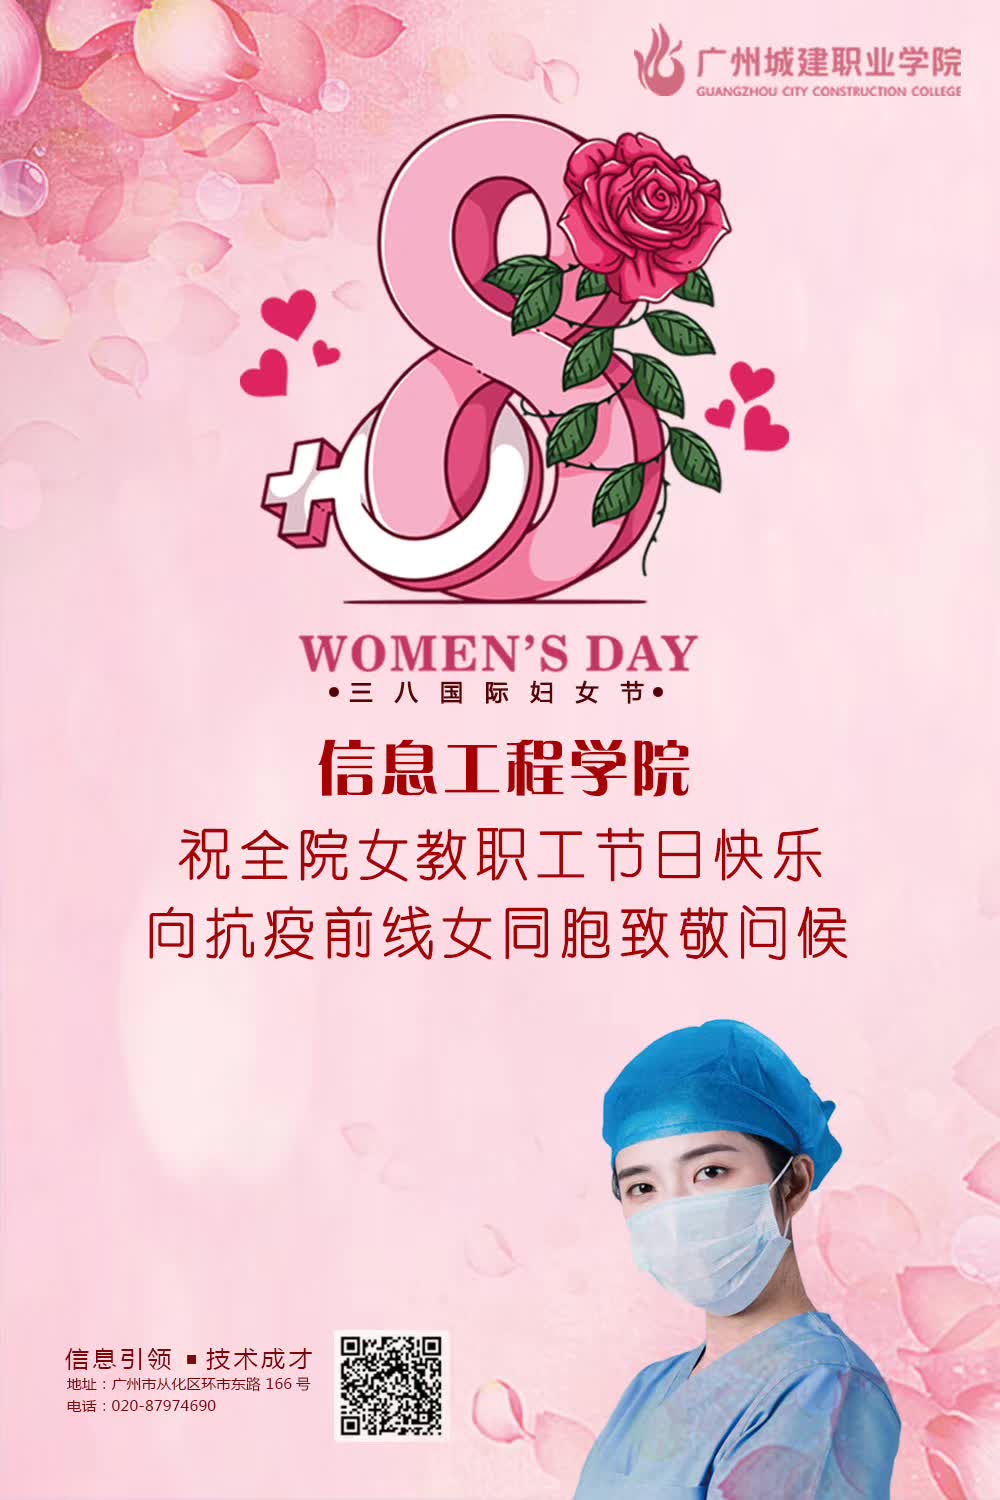 广州城建职业学院
GUANGZHOU CITY CONSTRUCTION COLLEGE
WOMEN'S DAY
•三八国际妇女节•
信息工程学院
祝全院女教职工节日快乐
向抗疫前线女同胞致敬问候
信息引领 ▪ 技术成才
地址：广州市从化区环市东路 166 号
电话：020-87974690